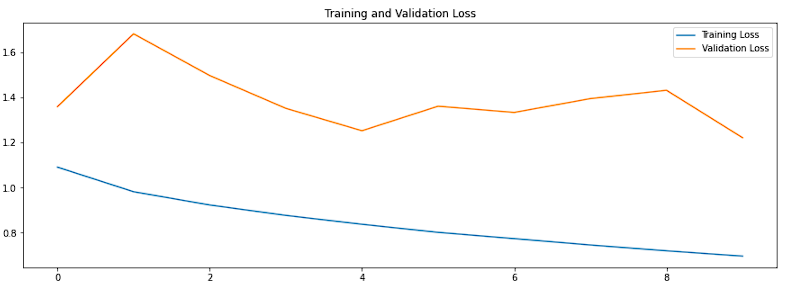 Training and Validation Loss
Training Loss
Validation Loss
1.6
1.4
1.2
1.0
0.8
0 2 4 6 8